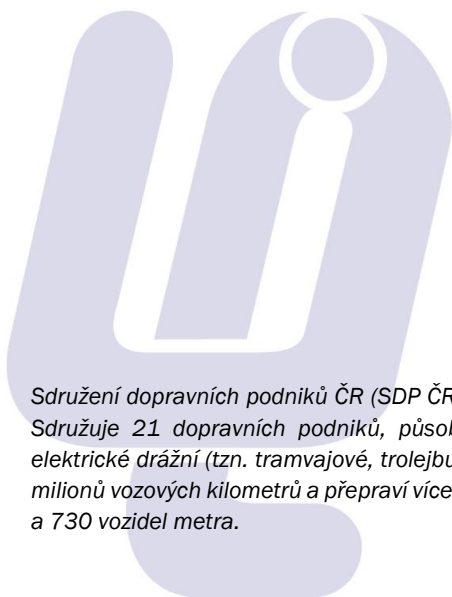 Sdružení dopravních podniků ČR (SDP ČR
Sdružuje 21 dopravních podniků, působ
elektrické drážní (tzn. tramvajové, trolejbu
milionů vozových kilometrů a přepraví více
a 730 vozidel metra.